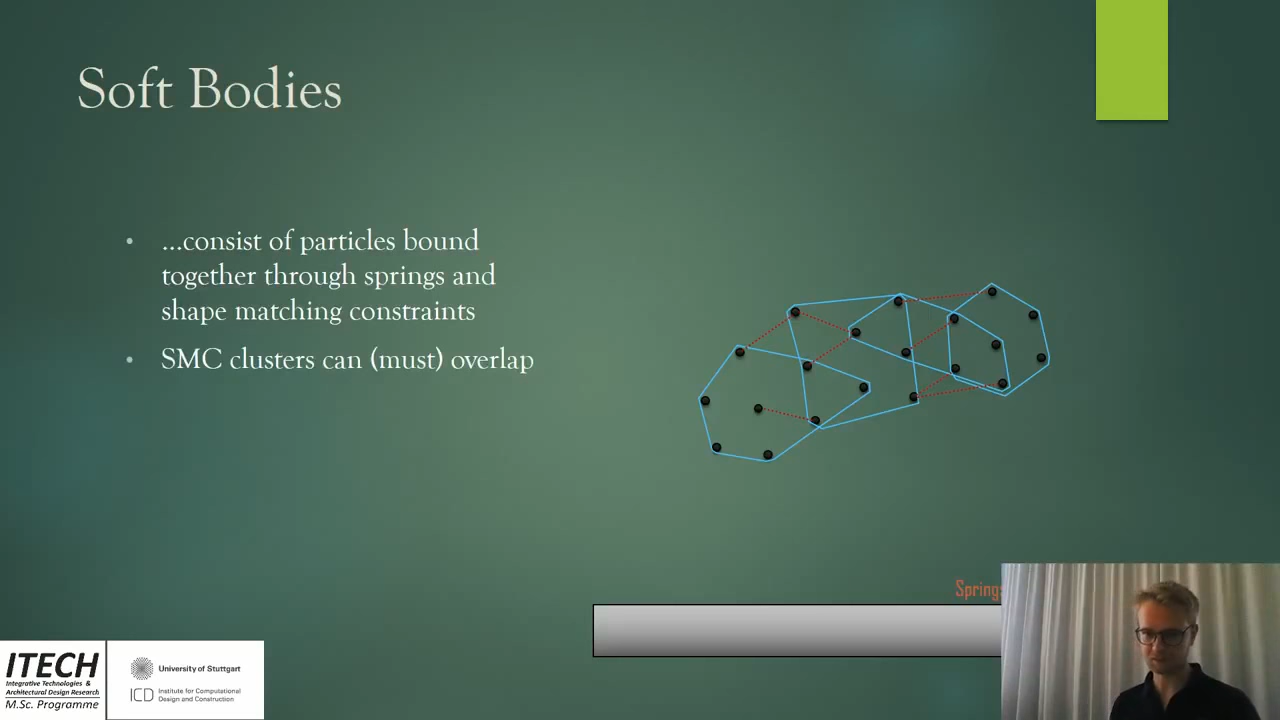 Soft Bodies
• ...consist of particles bound
together through springs and
shape matching constraints
• SMC clusters can (must) overlap
Springs
ITECH
Integrative Technologies &
Architectural Design Research
M.Sc. Programme
University of Stuttgart
ICD Institute for Computational
Design and Construction